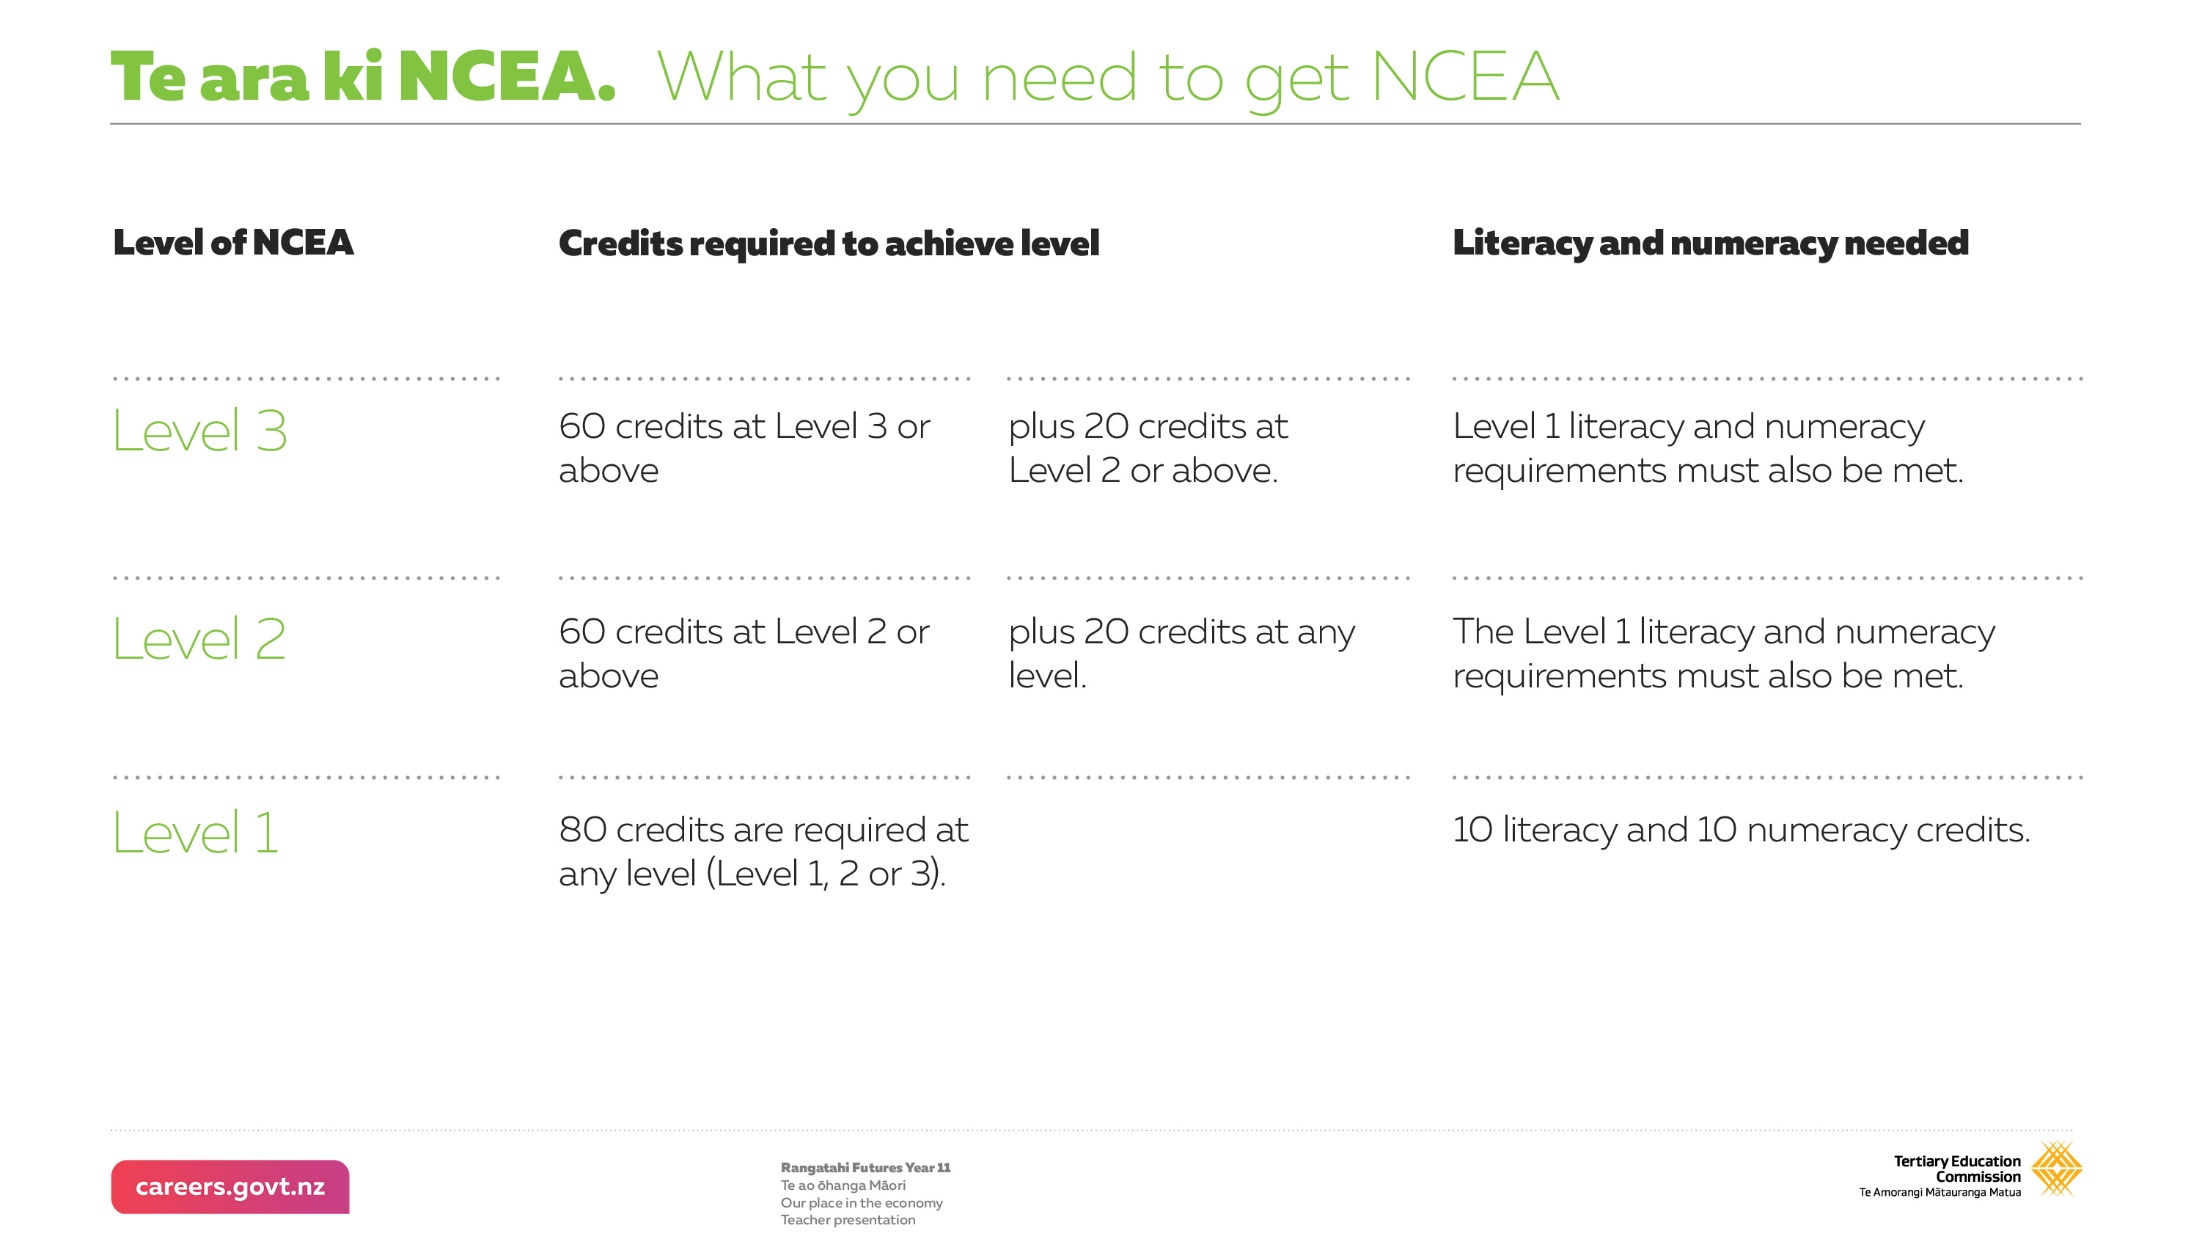 Te ara ki NCEA. What you need to get NCEA
Level of NCEA
Credits required to achieve level
Literacy and numeracy needed
Level 3
60 credits at Level 3 or
above
plus 20 credits at
Level 2 or above.
Level 1 literacy and numeracy
requirements must also be met.
Level 2
60 credits at Level 2 or
above
plus 20 credits at any
level.
The Level 1 literacy and numeracy
requirements must also be met.
Level 1
80 credits are required at
any level (Level 1, 2 or 3).
10 literacy and 10 numeracy credits.
careers.govt.nz
Rangatahi Futures Year 11
Te ao ōhanga Māori
Our place in the economy
Teacher presentation
Tertiary Education
Commission
Te Amorangi Mātauranga Matua